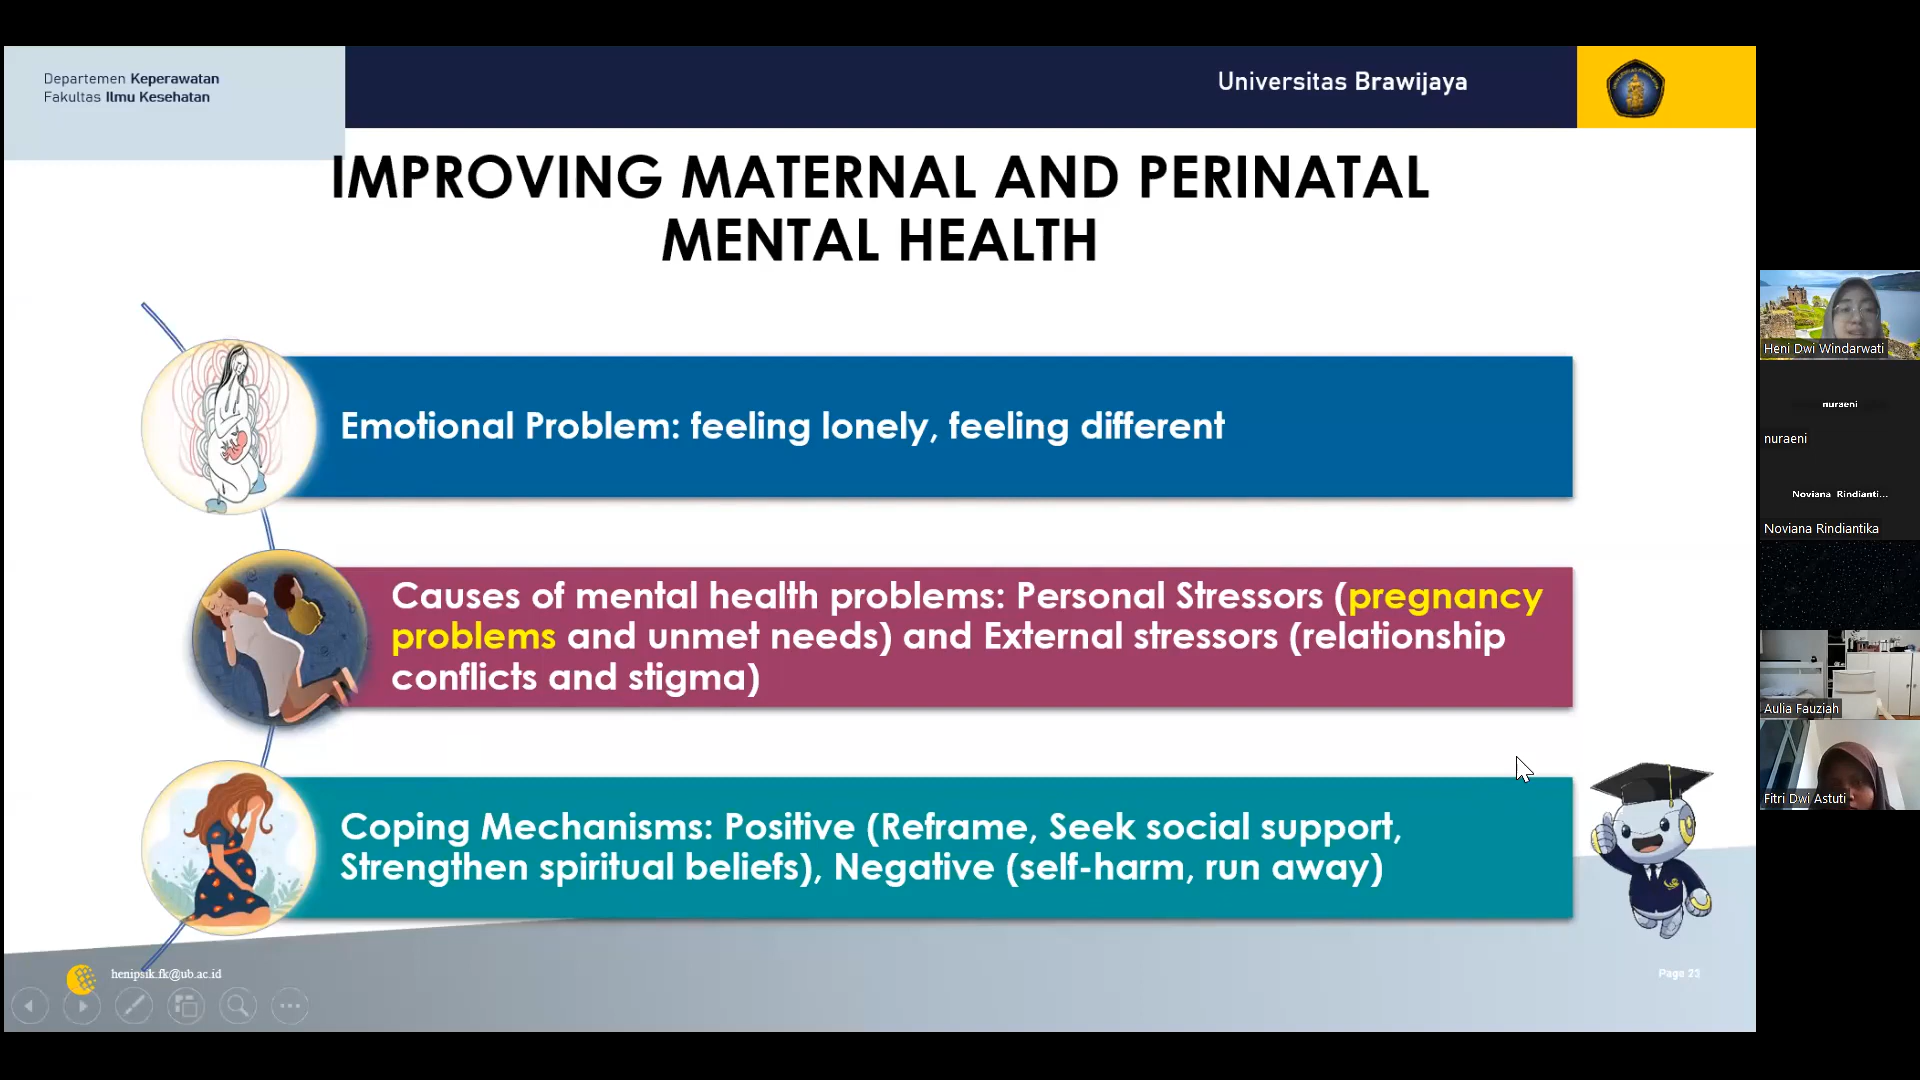 Departemen Keperawatan
Fakultas Ilmu Kesehatan
Universitas Brawijaya
IMPROVING MATERNAL AND PERINATAL
MENTAL HEALTH
Emotional Problem: feeling lonely, feeling different
Causes of mental health problems: Personal Stressors (pregnancy
problems and unmet needs) and External stressors (relationship
conflicts and stigma)
Coping Mechanisms: Positive (Reframe, Seek social support,
Strengthen spiritual beliefs), Negative (self-harm, run away)
henipsik.fk@ub.ac.id
Page 23
Heni Dwi Windarwati
nuraeni
nuraeni
Noviana Rindianti...
Noviana Rindiantika
Aulia Fauziah
Fitri Dwi Astuti